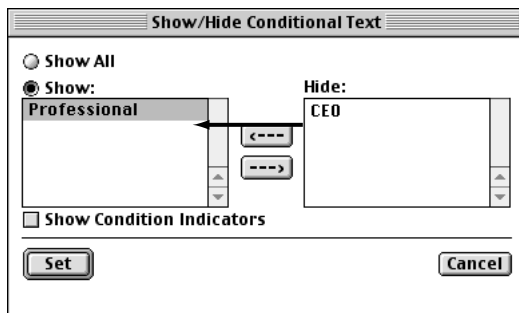 Show/Hide Conditional Text
Show All
Show:
Hide:
Professional
CEO
<---
--->
Show Condition Indicators
Set
Cancel